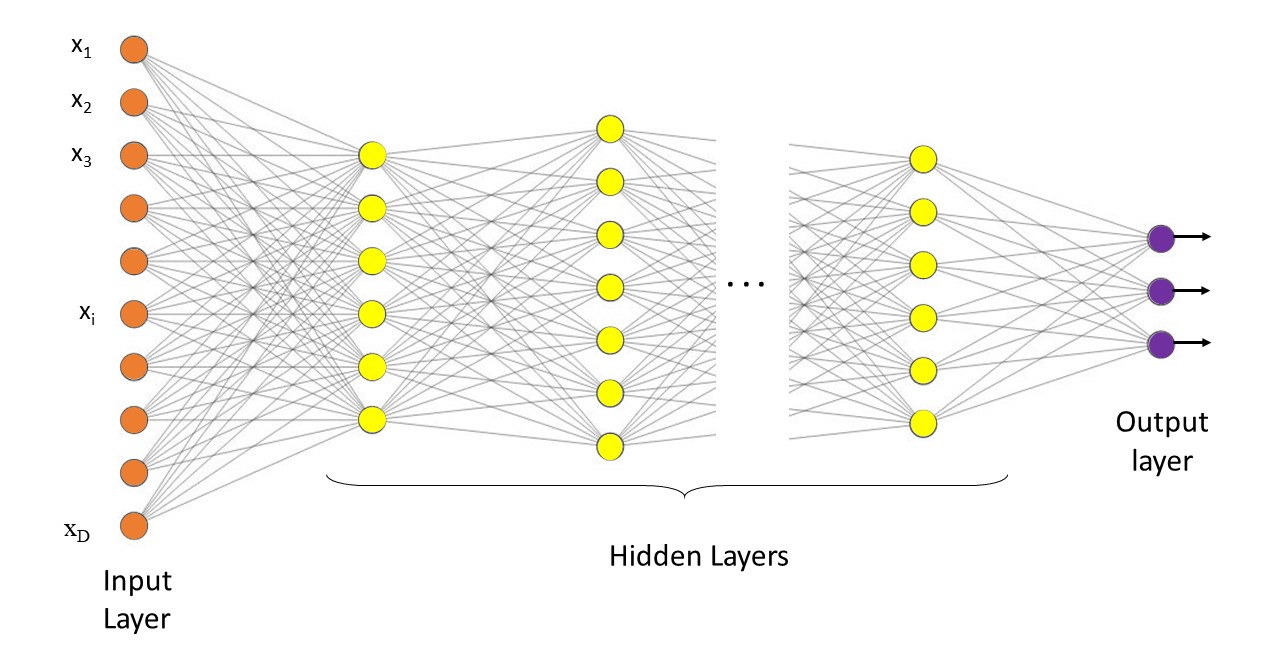 x1
x2
x3
xi
xD
Input
Layer
...
Hidden Layers
Output
layer